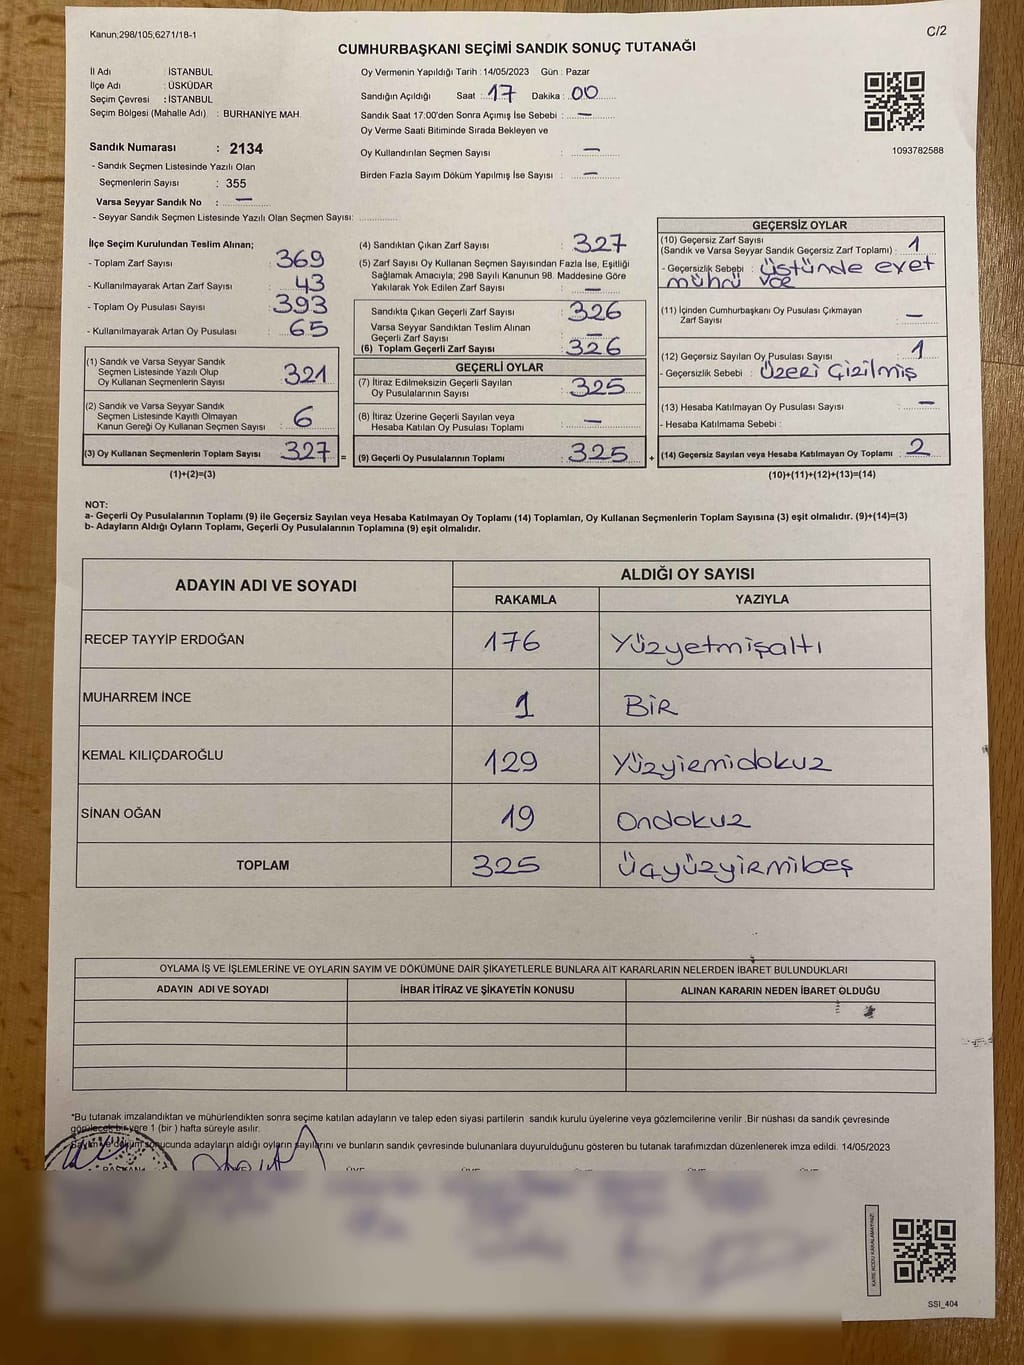 Kanun;298/105,6271/18-1
C/2
CUMHURBAŞKANI SEÇİMİ SANDIK SONUÇ TUTANAĞI
İl Adı : İSTANBUL
İlçe Adı : ÜSKÜDAR
Seçim Çevresi : İSTANBUL
Seçim Bölgesi (Mahalle Adı) : BURHANİYE MAH.
Sandık Numarası : 2134
- Sandık Seçmen Listesinde Yazılı Olan
Seçmenlerin Sayısı : 355
Varsa Seyyar Sandık No : —
- Seyyar Sandık Seçmen Listesinde Yazılı Olan Seçmen Sayısı:
Oy Vermenin Yapıldığı Tarih :14/05/2023 Gün : Pazar
Sandığın Açıldığı Saat : 17 Dakika : 00
Sandık Saat 17:00'den Sonra Açımış İse Sebebi : —
Oy Verme Saati Bitiminde Sırada Bekleyen ve
Oy Kullandırılan Seçmen Sayısı : —
Birden Fazla Sayım Döküm Yapılmış İse Sayısı : —
1093782588
İlçe Seçim Kurulundan Teslim Alınan;
- Toplam Zarf Sayısı : 369
- Kullanılmayarak Artan Zarf Sayısı : 43
- Toplam Oy Pusulası Sayısı : 393
- Kullanılmayarak Artan Oy Pusulası : 65
(1) Sandık ve Varsa Seyyar Sandık
Seçmen Listesinde Yazılı Olup
Oy Kullanan Seçmenlerin Sayısı : 321
(2) Sandık ve Varsa Seyyar Sandık
Seçmen Listesinde Kayıtlı Olmayan
Kanun Gereği Oy Kullanan Seçmen Sayısı : 6
(3) Oy Kullanan Seçmenlerin Toplam Sayısı : 327 =
(1)+(2)=(3)
(4) Sandıktan Çıkan Zarf Sayısı : 327
(5) Zarf Sayısı Oy Kullanan Seçmen Sayısından Fazla İse, Eşitliği
Sağlamak Amacıyla; 298 Sayılı Kanunun 98. Maddesine Göre
Yakılarak Yok Edilen Zarf Sayısı : —
Sandıkta Çıkan Geçerli Zarf Sayısı : 326
Varsa Seyyar Sandıktan Teslim Alınan
Geçerli Zarf Sayısı : —
(6) Toplam Geçerli Zarf Sayısı : 326
GEÇERLİ OYLAR
(7) İtiraz Edilmeksizin Geçerli Sayılan
Oy Pusulalarının Sayısı : 325
(8) İtiraz Üzerine Geçerli Sayılan veya
Hesaba Katılan Oy Pusulası Toplamı : —
(9) Geçerli Oy Pusulalarının Toplamı : 325 +
GEÇERSİZ OYLAR
(10) Geçersiz Zarf Sayısı
(Sandık ve Varsa Seyyar Sandık Geçersiz Zarf Toplamı) : 1
- Geçersizlik Sebebi : üstünde evet
mührü var
(11) İçinden Cumhurbaşkanı Oy Pusulası Çıkmayan
Zarf Sayısı : —
(12) Geçersiz Sayılan Oy Pusulası Sayısı : 1
- Geçersizlik Sebebi : Üzeri Çizilmiş
(13) Hesaba Katılmayan Oy Pusulası Sayısı : —
- Hesaba Katılmama Sebebi :
(14) Geçersiz Sayılan veya Hesaba Katılmayan Oy Toplamı : 2
(10)+(11)+(12)+(13)=(14)
NOT:
a- Geçerli Oy Pusulalarının Toplamı (9) ile Geçersiz Sayılan veya Hesaba Katılmayan Oy Toplamı (14) Toplamları, Oy Kullanan Seçmenlerin Toplam Sayısına (3) eşit olmalıdır. (9)+(14)=(3)
b- Adayların Aldığı Oyların Toplamı, Geçerli Oy Pusulalarının Toplamına (9) eşit olmalıdır.
ADAYIN ADI VE SOYADI
ALDIĞI OY SAYISI
RAKAMLA YAZIYLA
RECEP TAYYİP ERDOĞAN 176 Yüzyetmişaltı
MUHARREM İNCE 1 BİR
KEMAL KILIÇDAROĞLU 129 Yüzyirmidokuz
SİNAN OĞAN 19 Ondokuz
TOPLAM 325 Üçyüzyirmibeş
OYLAMA İŞ VE İŞLEMLERİNE VE OYLARIN SAYIM VE DÖKÜMÜNE DAİR ŞİKAYETLERLE BUNLARA AİT KARARLARIN NELERDEN İBARET BULUNDUKLARI
ADAYIN ADI VE SOYADI İHBAR İTİRAZ VE ŞİKAYETİN KONUSU ALINAN KARARIN NEDEN İBARET OLDUĞU
*Bu tutanak imzalandıktan ve mühürlendikten sonra seçime katılan adayların ve talep eden siyasi partilerin sandık kurulu üyelerine veya gözlemcilerine verilir .Bir nüshası da sandık çevresinde
görülecek bir yere 1 (bir ) hafta süreyle asılır.
Sayım ve döküm sonucunda adayların aldığı oyların sayılarını ve bunların sandık çevresinde bulunanlara duyurulduğunu gösteren bu tutanak tarafımızdan düzenlenerek imza edildi. 14/05/2023
BAŞKAN
KARE KODU KARALAMAYINIZ!
SSI_404